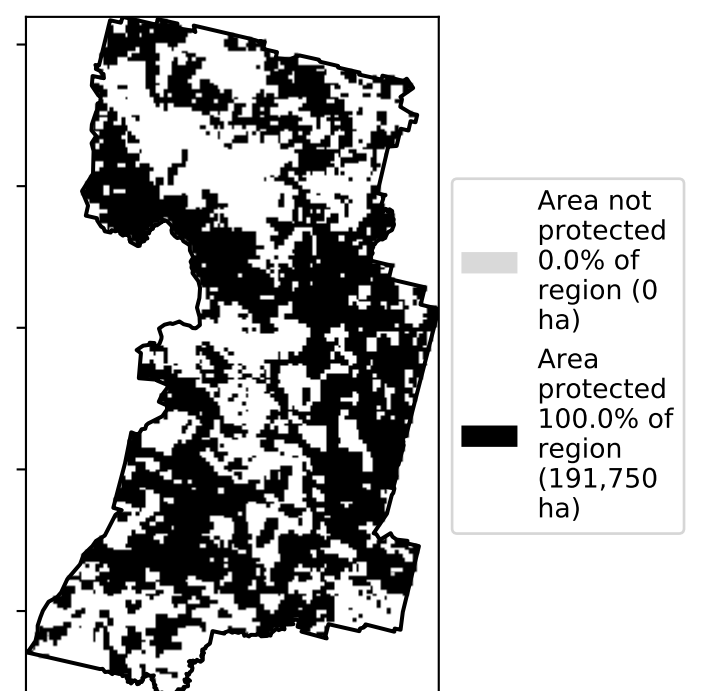 Area not
protected
0.0% of
region (0
ha)
Area
protected
100.0% of
region
(191,750
ha)